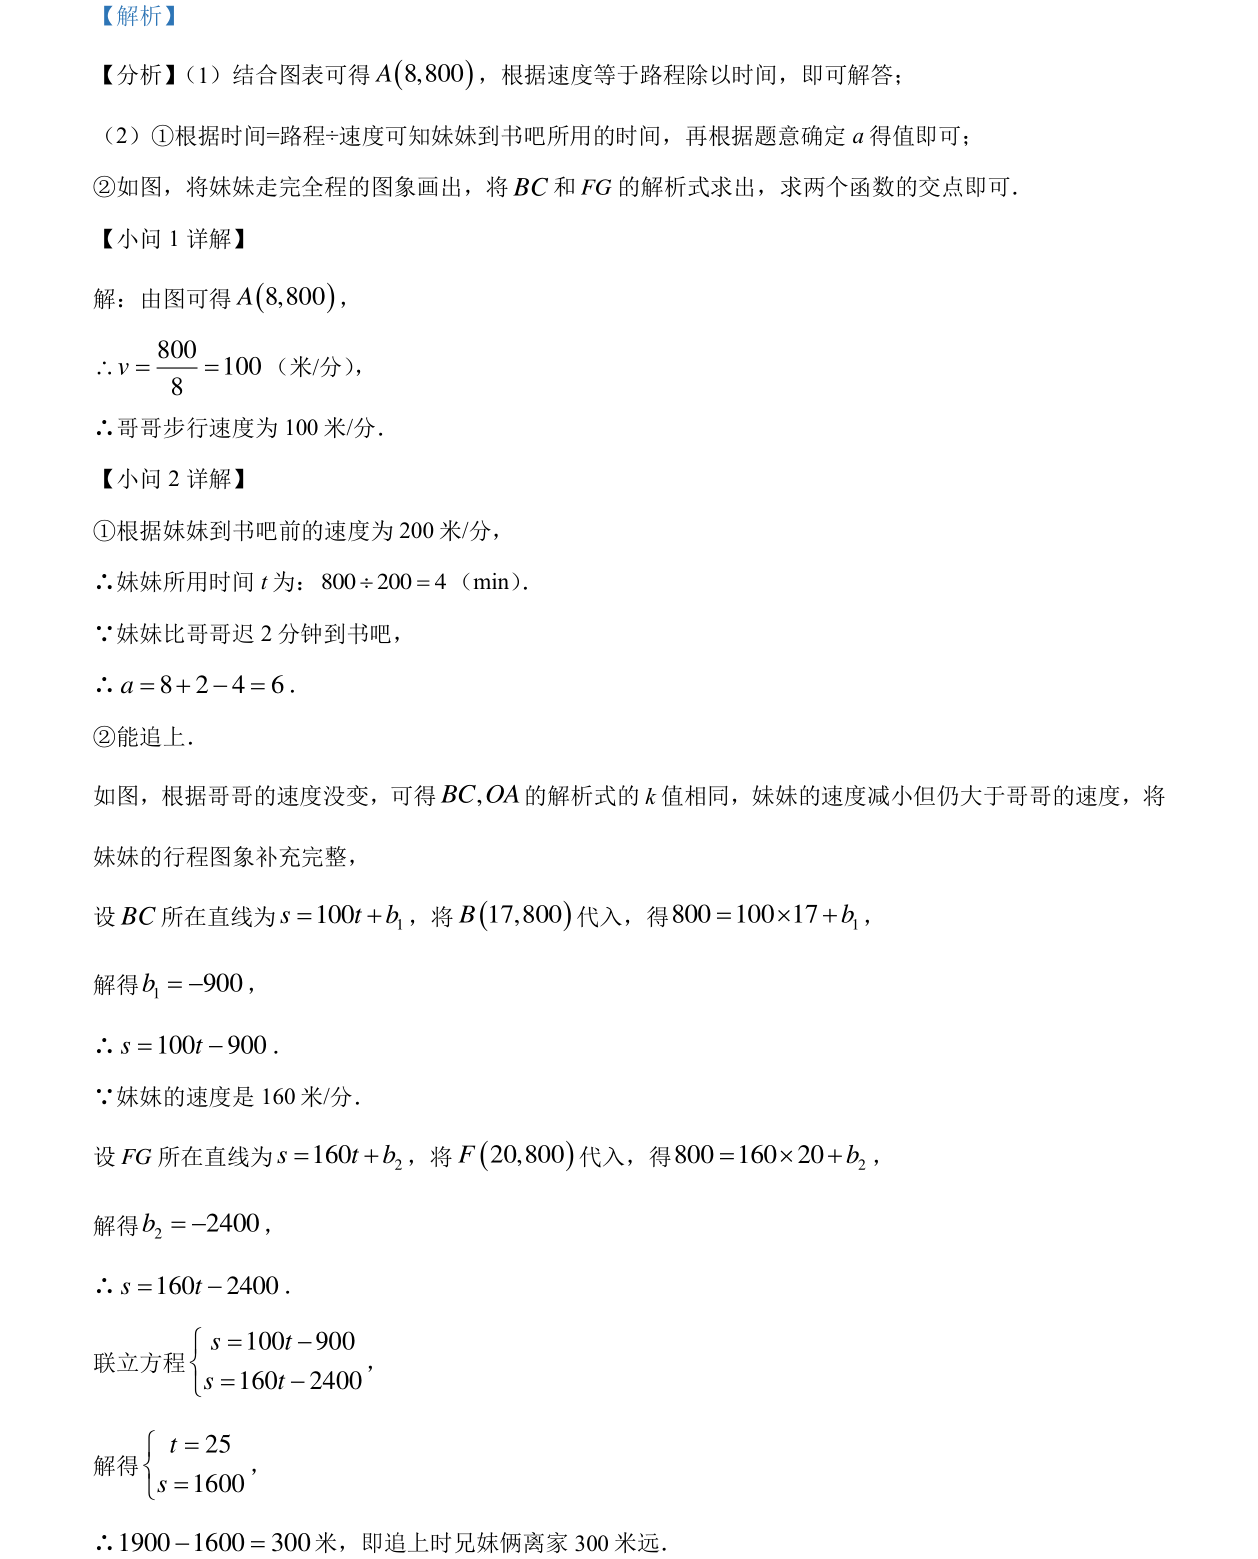 【解析】
【分析】（1）结合图表可得 A(8,800)，根据速度等于路程除以时间，即可解答；
（2）①根据时间=路程÷速度可知妹妹到书吧所用的时间，再根据题意确定 a 得值即可；
②如图，将妹妹走完全程的图象画出，将 BC 和 FG 的解析式求出，求两个函数的交点即可．
【小问 1 详解】
解：由图可得 A(8,800)，
∴v = 800/8 = 100（米/分），
∴哥哥步行速度为 100 米/分．
【小问 2 详解】
①根据妹妹到书吧前的速度为 200 米/分，
∴妹妹所用时间 t 为：800÷200 = 4（min）．
∵妹妹比哥哥迟 2 分钟到书吧，
∴ a = 8 + 2 − 4 = 6．
②能追上．
如图，根据哥哥的速度没变，可得 BC,OA 的解析式的 k 值相同，妹妹的速度减小但仍大于哥哥的速度，将
妹妹的行程图象补充完整，
设 BC 所在直线为 s = 100t + b₁，将 B(17,800) 代入，得 800 = 100×17 + b₁，
解得 b₁ = −900，
∴ s = 100t − 900．
∵妹妹的速度是 160 米/分．
设 FG 所在直线为 s = 160t + b₂，将 F(20,800) 代入，得 800 = 160×20 + b₂，
解得 b₂ = −2400，
∴ s = 160t − 2400．
联立方程 { s = 100t − 900
s = 160t − 2400，
解得 { t = 25
s = 1600，
∴1900 − 1600 = 300 米，即追上时兄妹俩离家 300 米远．